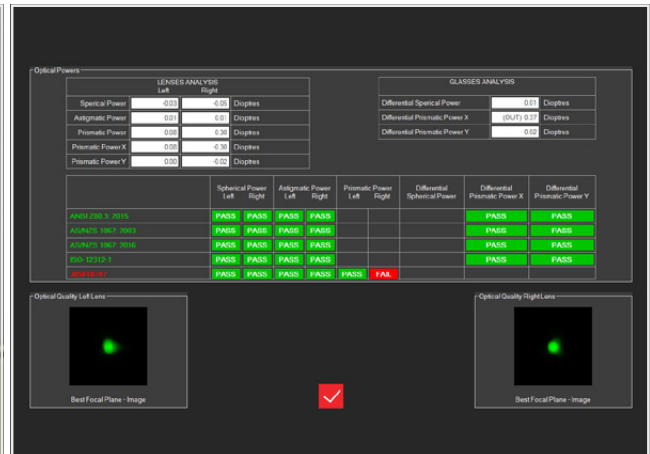 Optical Powers
LENSES ANALYSIS
Left Right
Sperical Power -0.03 -0.05 Dioptres
Astigmatic Power 0.01 0.01 Dioptres
Prismatic Power 0.08 0.30 Dioptres
Prismatic Power X 0.08 -0.30 Dioptres
Prismatic Power Y 0.00 -0.02 Dioptres
GLASSES ANALYSIS
Differential Sperical Power 0.01 Dioptres
Differential Prismatic Power X (OUT) 0.37 Dioptres
Differential Prismatic Power Y 0.02 Dioptres
Spherical Power Astigmatic Power Prismatic Power Differential Differential Differential
Left Right Left Right Left Right Spherical Power Prismatic Power X Prismatic Power Y
ANSI Z80.3: 2015 PASS PASS PASS PASS PASS PASS
AS/NZS 1067: 2003 PASS PASS PASS PASS PASS PASS
AS/NZS 1067: 2016 PASS PASS PASS PASS PASS PASS
ISO-12312-1 PASS PASS PASS PASS PASS PASS
PASS PASS PASS PASS PASS FAIL
Optical Quality Left Lens
Best Focal Plane - Image
Optical Quality Right Lens
Best Focal Plane - Image